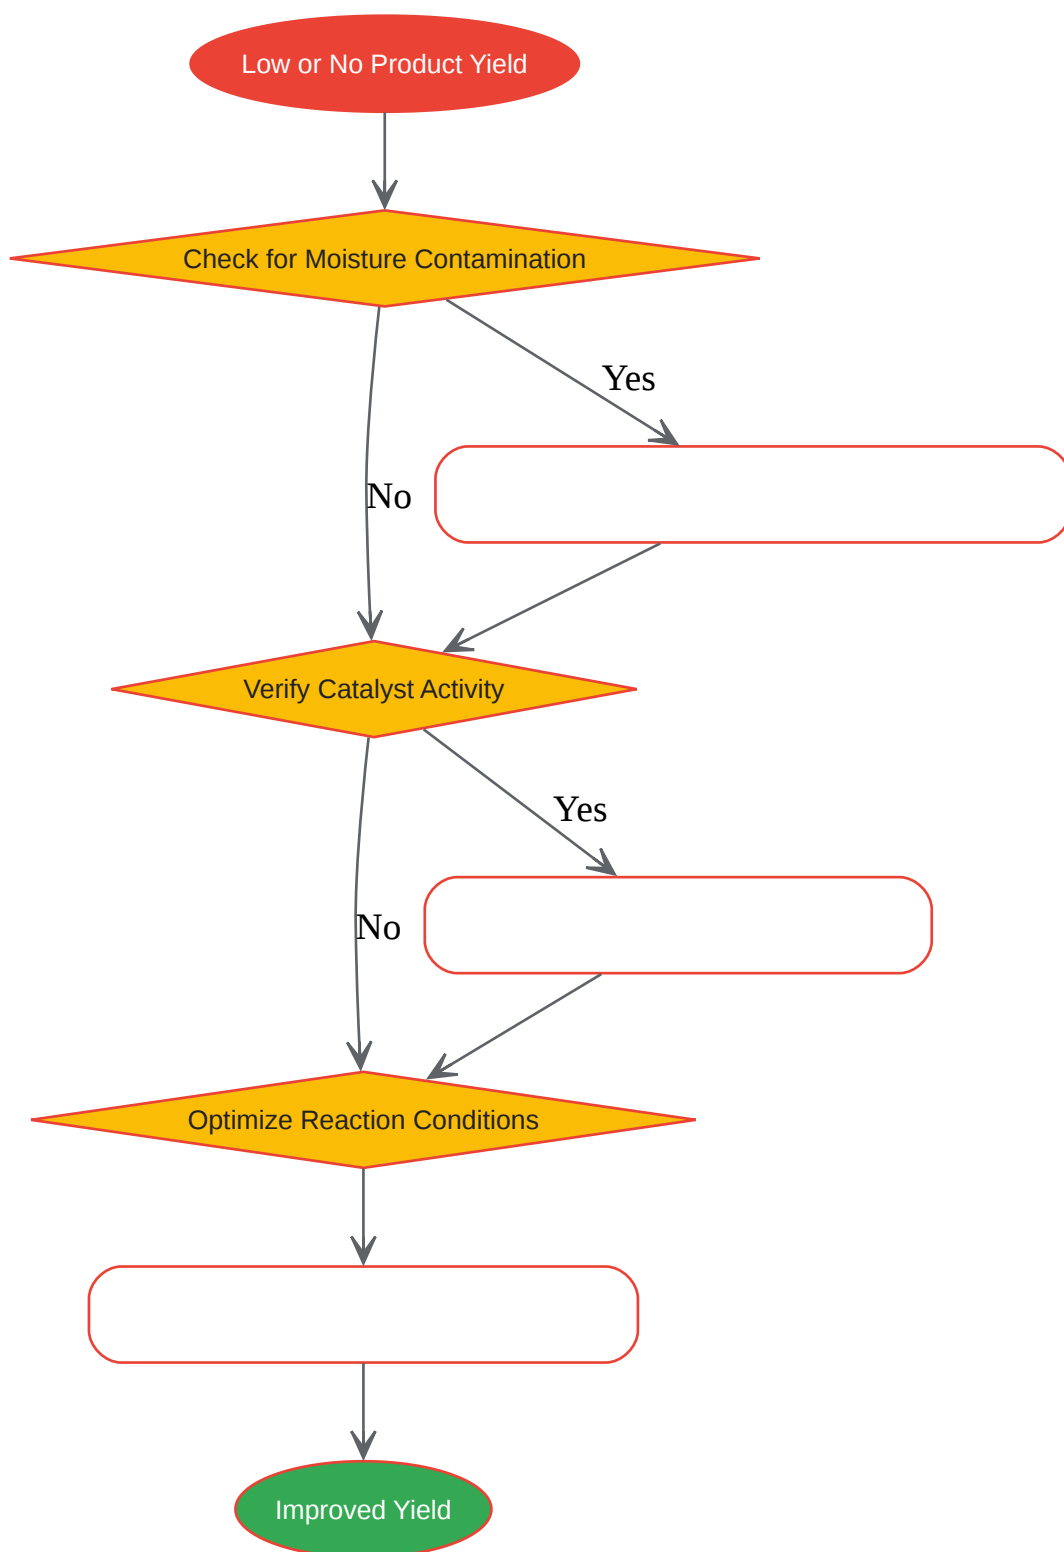 Low or No Product Yield
Check for Moisture Contamination
Yes
No
Verify Catalyst Activity
Yes
No
Optimize Reaction Conditions
Improved Yield